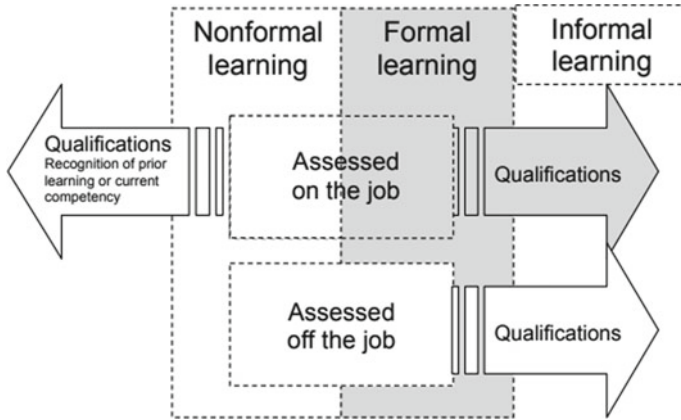 Nonformal
learning
Formal
learning
Informal
learning
Qualifications
Recognition of prior
learning or current
competency
Assessed
on the job
Qualifications
Assessed
off the job
Qualifications